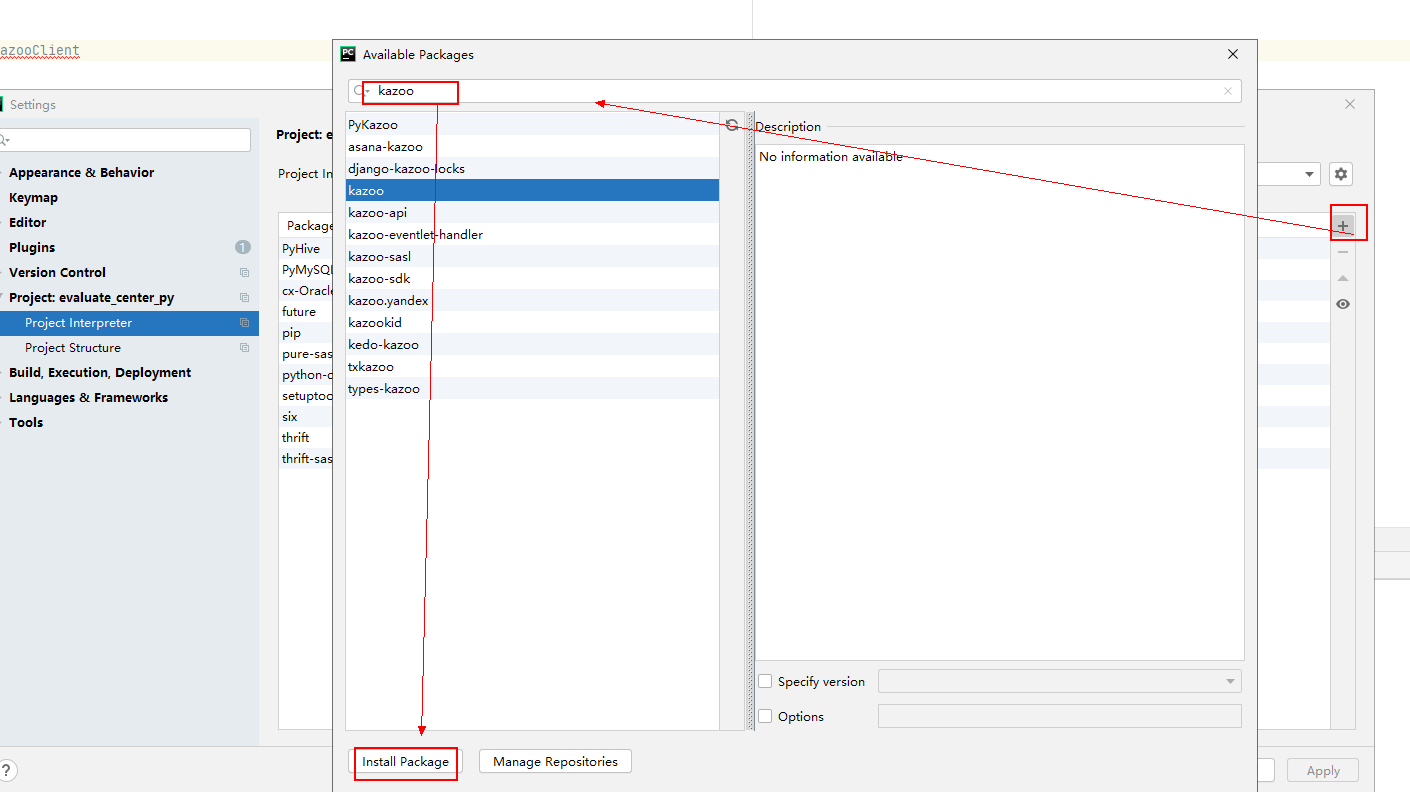 azooClient
Settings
Appearance & Behavior
Keymap
Editor
Plugins
1
Version Control
Project: evaluate_center_py
Project Interpreter
Project Structure
Build, Execution, Deployment
Languages & Frameworks
Tools
?
Project: e
Project In
Package
PyHive
PyMySQL
cx-Oracle
future
pip
pure-sas
python-d
setuptoo
six
thrift
thrift-sas
PC
Available Packages
kazoo
PyKazoo
asana-kazoo
django-kazoo-locks
kazoo
kazoo-api
kazoo-eventlet-handler
kazoo-sasl
kazoo-sdk
kazoo.yandex
kazookid
kedo-kazoo
txkazoo
types-kazoo
Description
No information available
Specify version
Options
Install Package
Manage Repositories
Apply